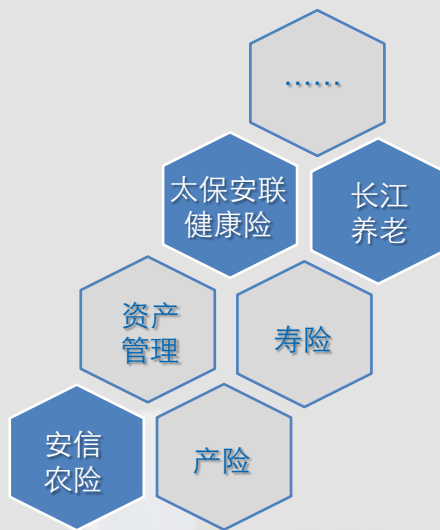 ……
太保安联
健康险
长江
养老
资产
管理
寿险
安信
农险
产险